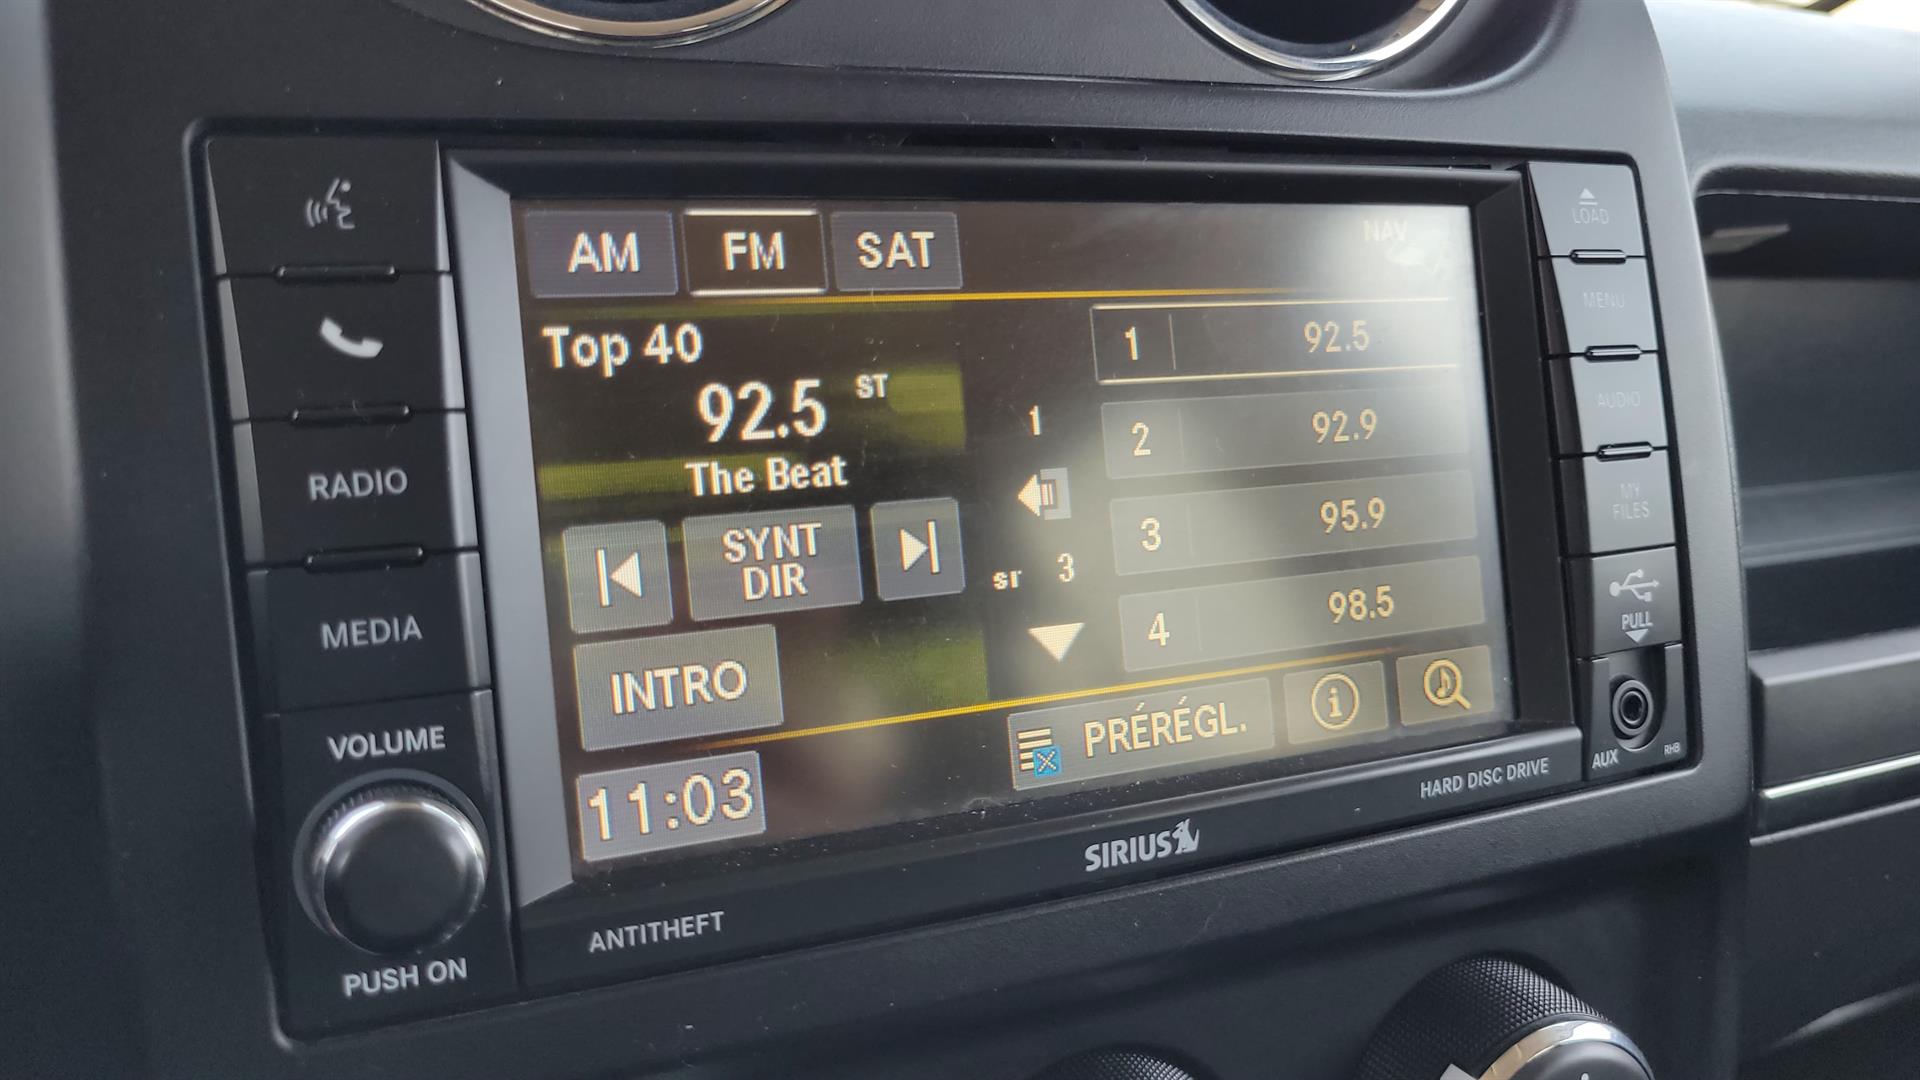 AM
FM
SAT
NAV
Top 40
92.5
ST
The Beat
SYNT
DIR
INTRO
11:03
1
ST 3
1 92.5
2 92.9
3 95.9
4 98.5
PRÉRÉGL.
i
RADIO
MEDIA
VOLUME
PUSH ON
LOAD
MENU
AUDIO
MY
FILES
PULL
AUX
RHB
ANTITHEFT
SIRIUS
HARD DISC DRIVE